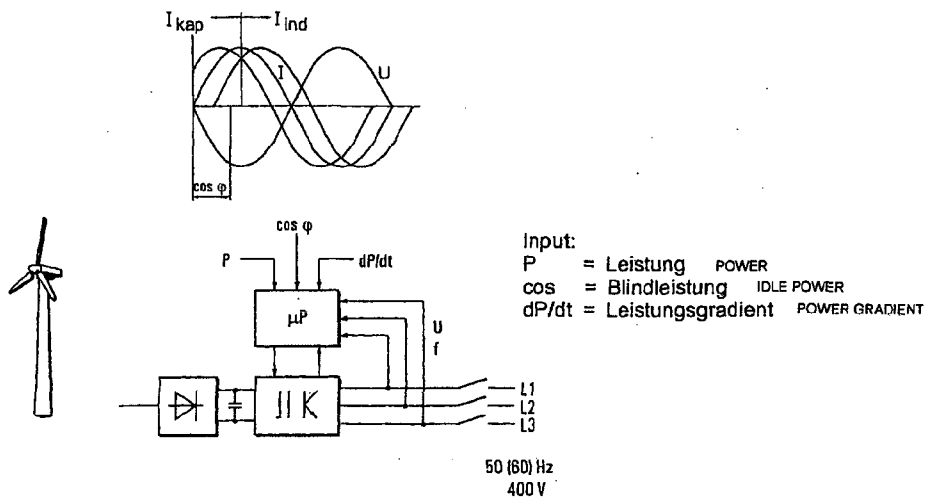 I kap I ind
I U
cos φ
cos φ
P dP/dt
μP
U
f
L1
L2
L3
50 (60) Hz
400 V
Input:
P = Leistung POWER
cos = Blindleistung IDLE POWER
dP/dt = Leistungsgradient POWER GRADIENT